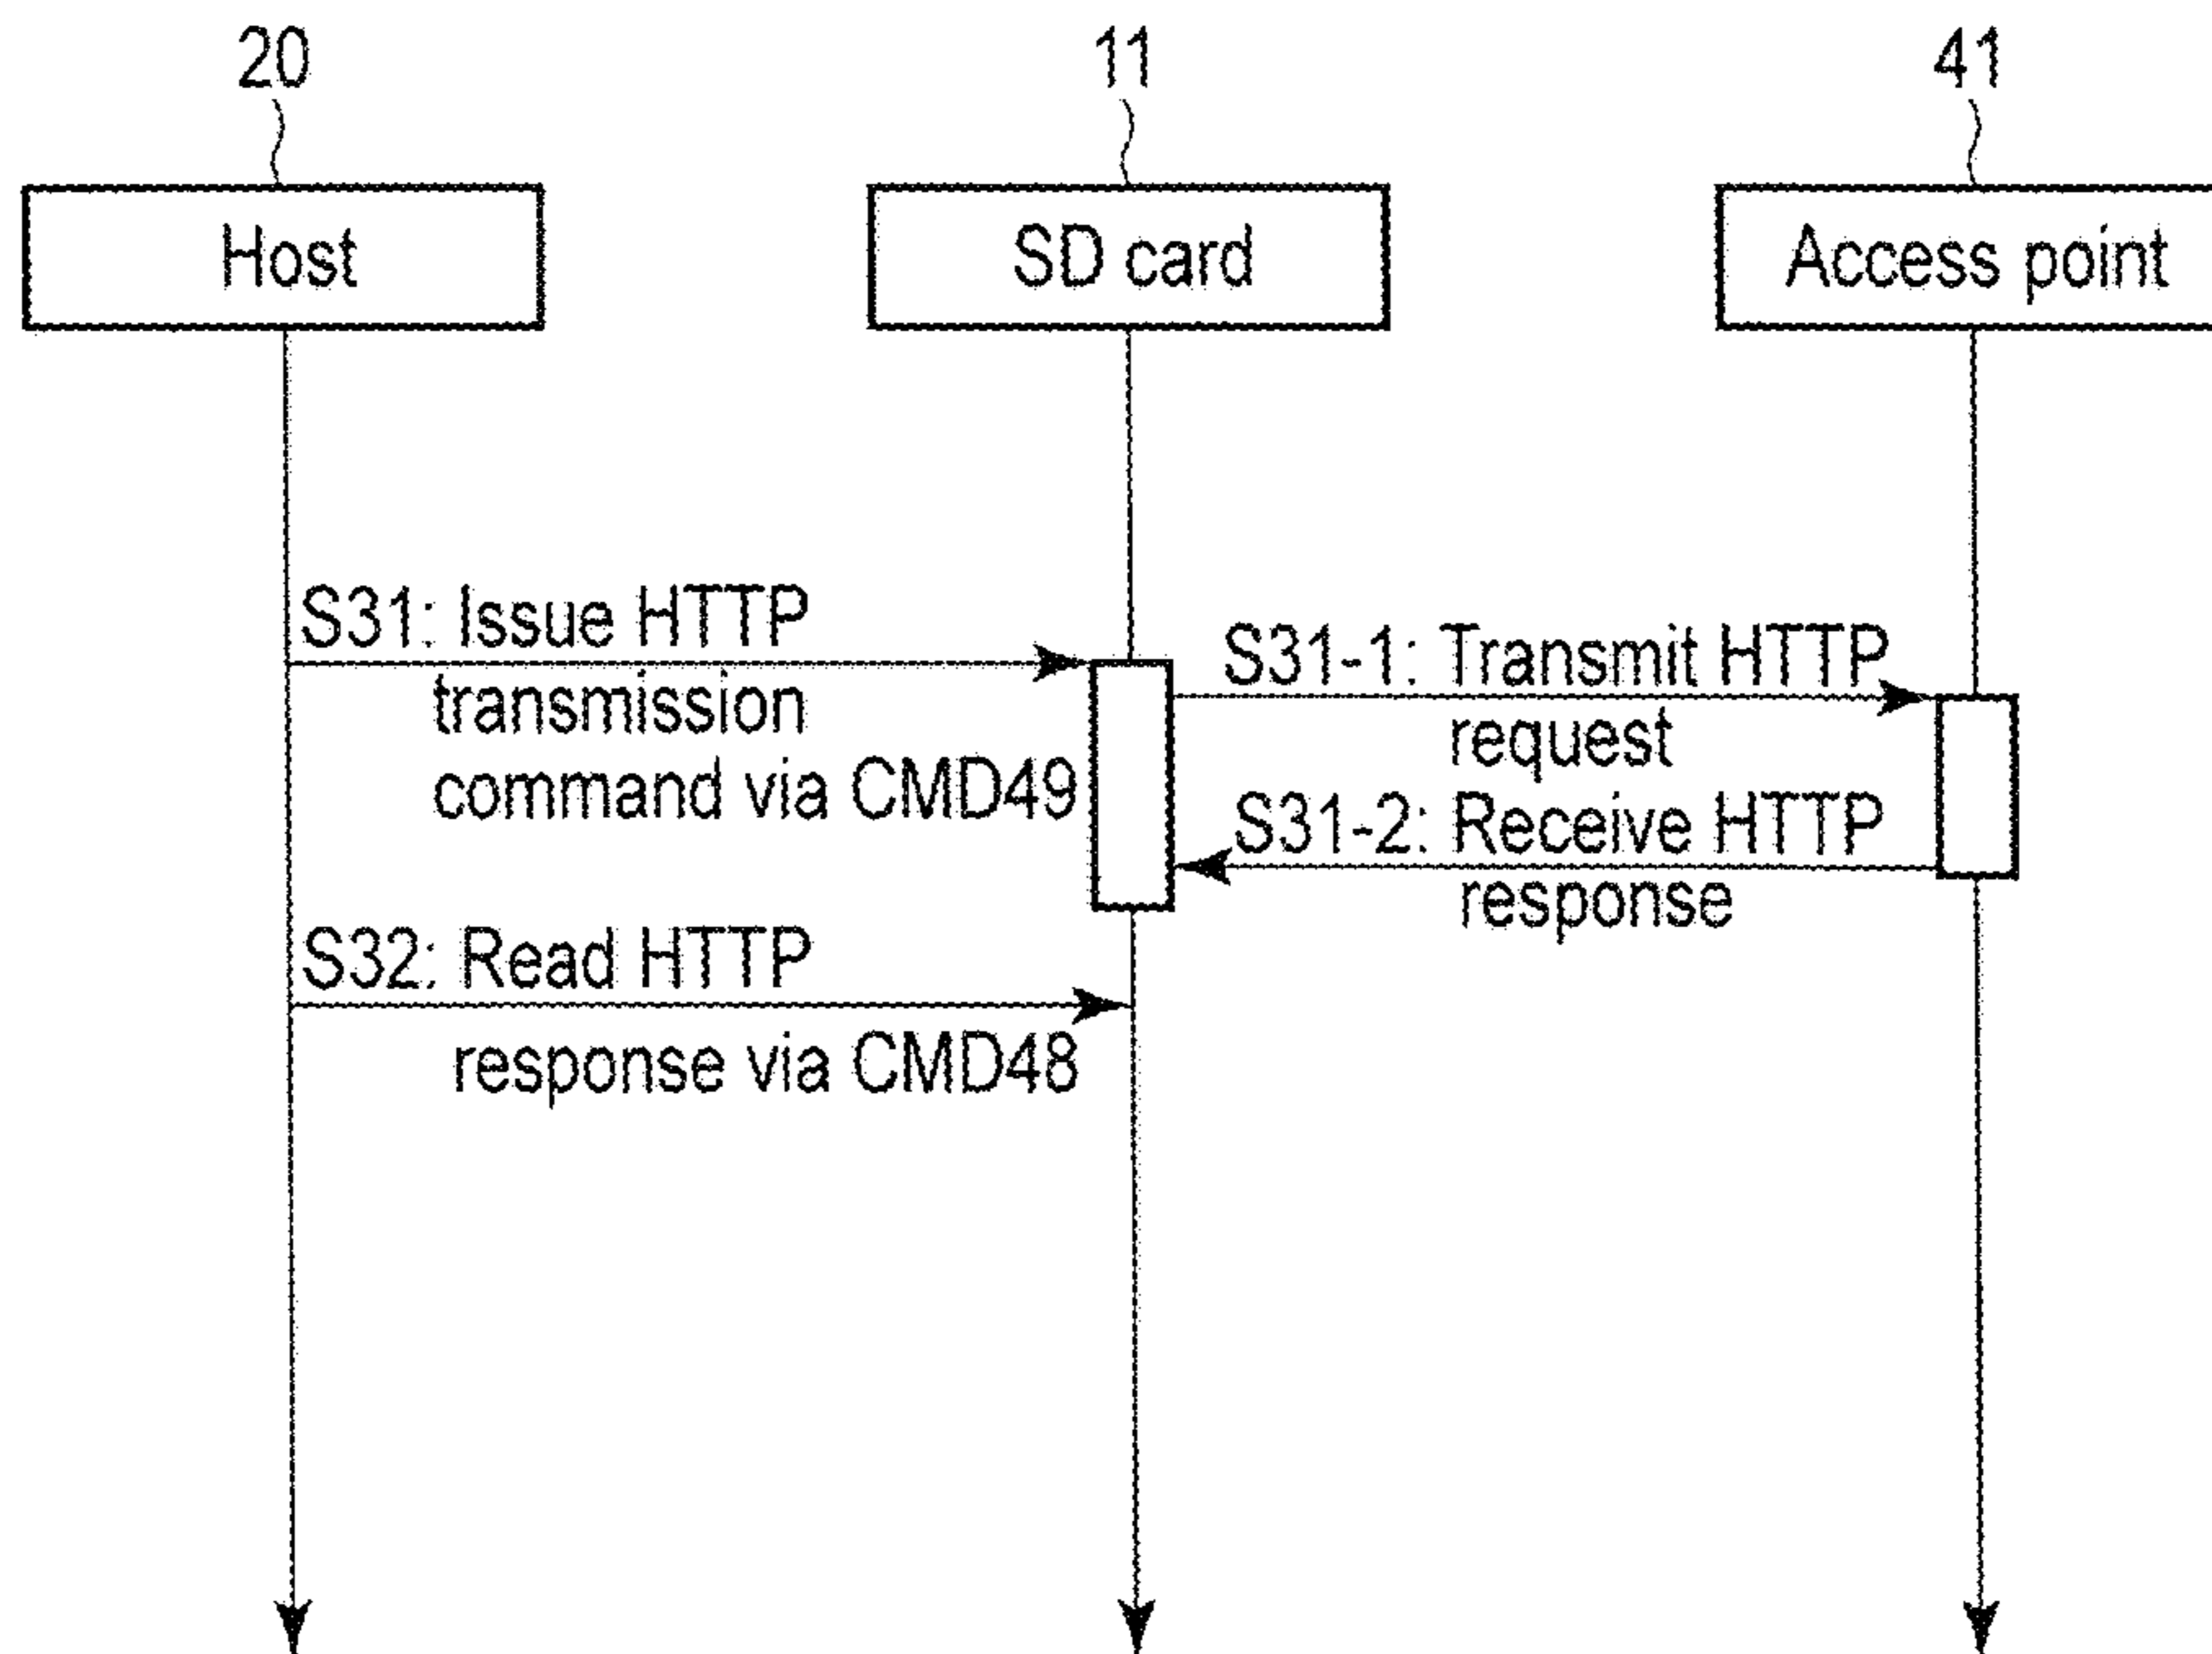 20
11
41
Host
SD card
Access point
S31: Issue HTTP
transmission
command via CMD49
S31-1: Transmit HTTP
request
S31-2: Receive HTTP
response
S32: Read HTTP
response via CMD48